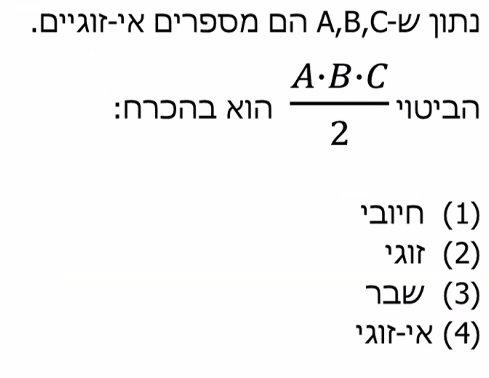 נתון ש-A,B,C הם מספרים אי-זוגיים.
הביטוי A·B·C/2 הוא בהכרח:
(1) חיובי
(2) זוגי
(3) שבר
(4) אי-זוגי